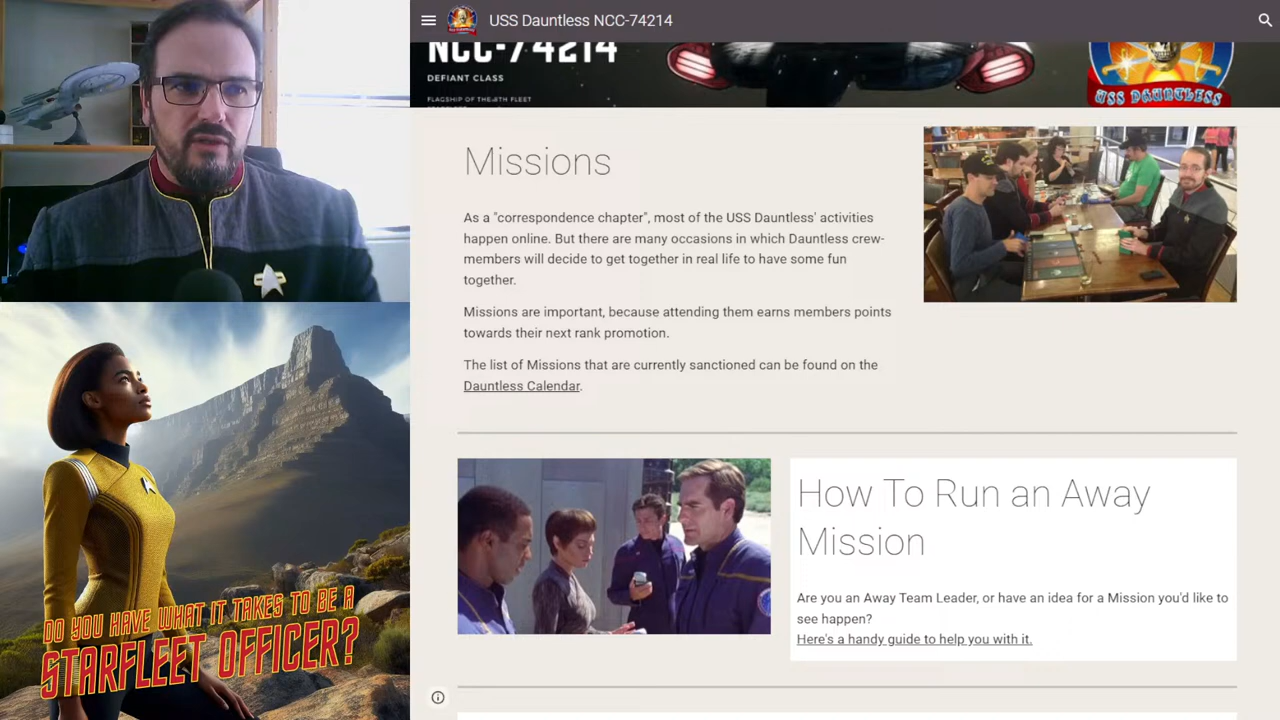 USS Dauntless NCC-74214
NCC-74214
DEFIANT CLASS
FLAGSHIP OF THE 4TH FLEET
USS DAUNTLESS
Missions
As a "correspondence chapter", most of the USS Dauntless' activities
happen online. But there are many occasions in which Dauntless crew-
members will decide to get together in real life to have some fun
together.
Missions are important, because attending them earns members points
towards their next rank promotion.
The list of Missions that are currently sanctioned can be found on the
Dauntless Calendar.
How To Run an Away
Mission
Are you an Away Team Leader, or have an idea for a Mission you'd like to
see happen?
Here's a handy guide to help you with it.
DO YOU HAVE WHAT IT TAKES TO BE A
STARFLEET OFFICER?